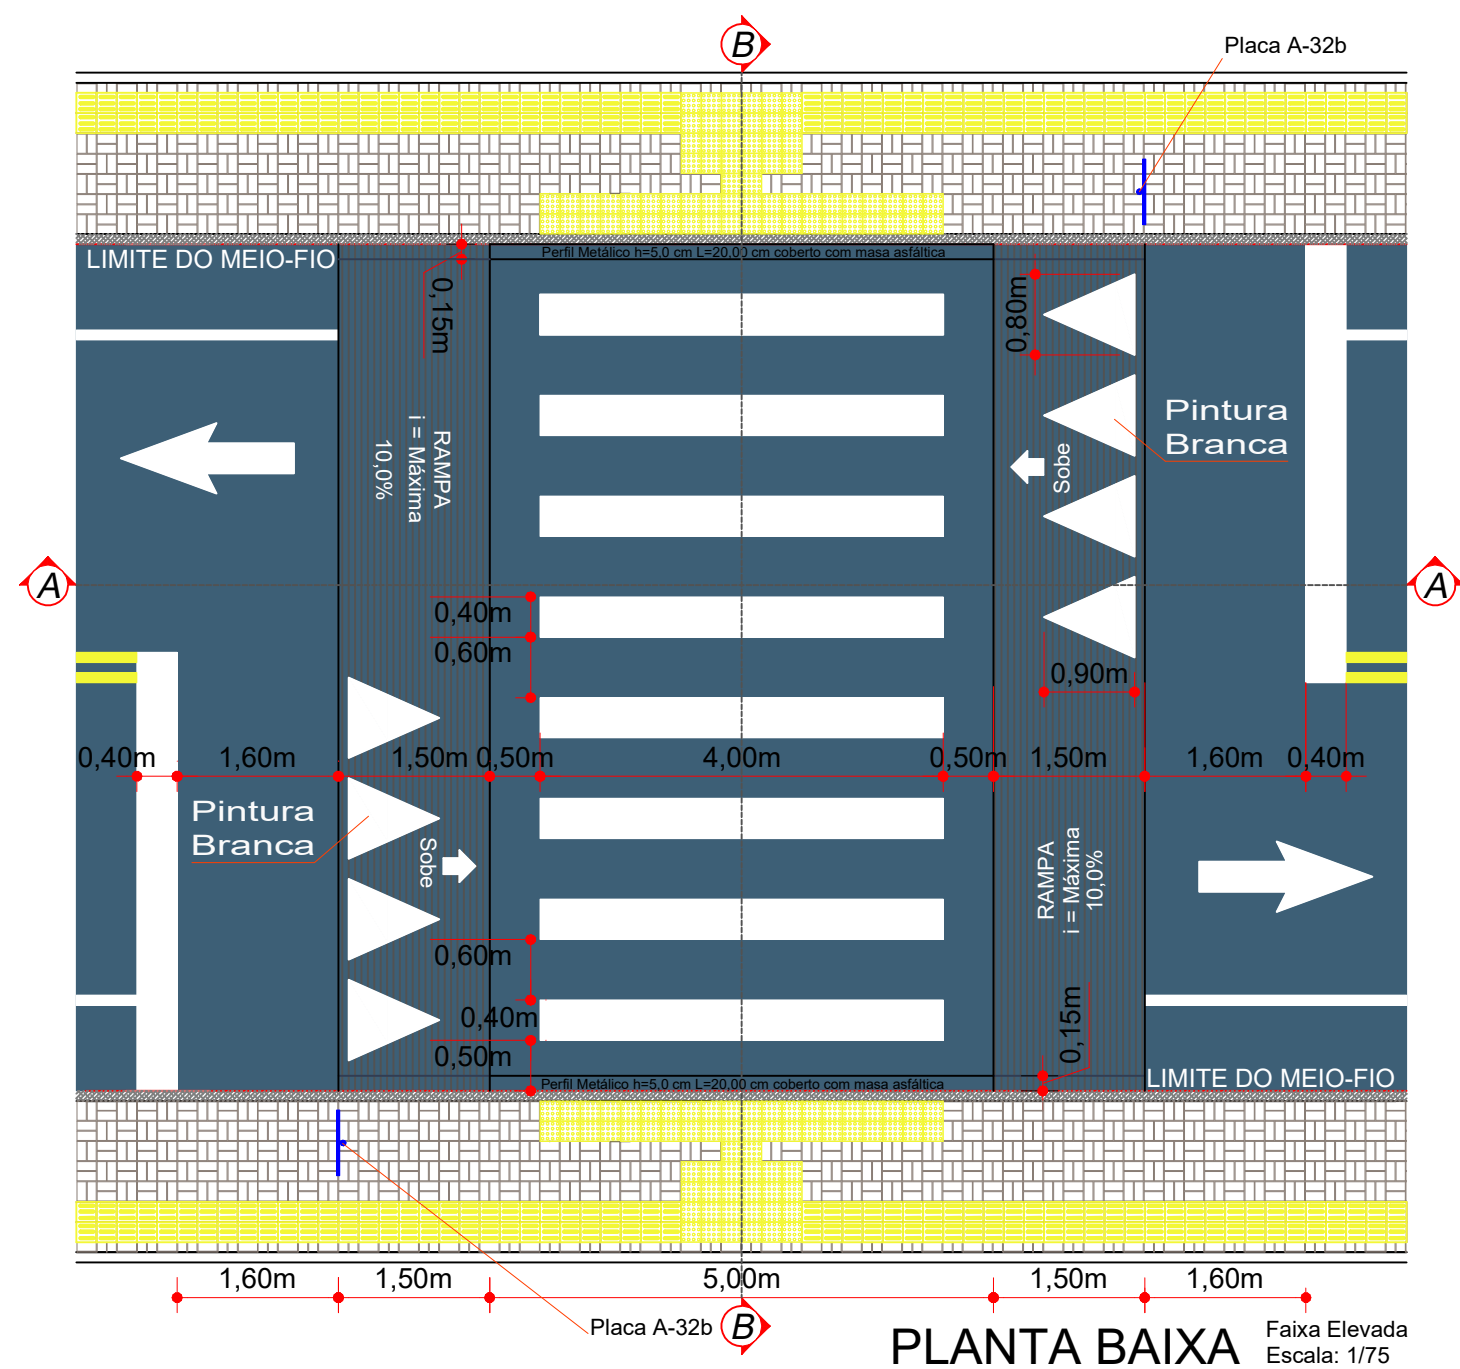 B
Placa A-32b
LIMITE DO MEIO-FIO
Perfil Metálico h=5,0 cm L=20,00 cm coberto com masa asfáltica
0,15m
0,80m
RAMPA
i = Máxima
10,0%
Pintura
Branca
Sobe
A
A
0,40m
0,60m
0,90m
0,40m
1,60m
1,50m
0,50m
4,00m
0,50m
1,50m
1,60m
0,40m
Pintura
Branca
Sobe
RAMPA
i = Máxima
10,0%
0,60m
0,40m
0,50m
0,15m
Perfil Metálico h=5,0 cm L=20,00 cm coberto com masa asfáltica
LIMITE DO MEIO-FIO
1,60m
1,50m
5,00m
1,50m
1,60m
Placa A-32b
B
PLANTA BAIXA
Faixa Elevada
Escala: 1/75